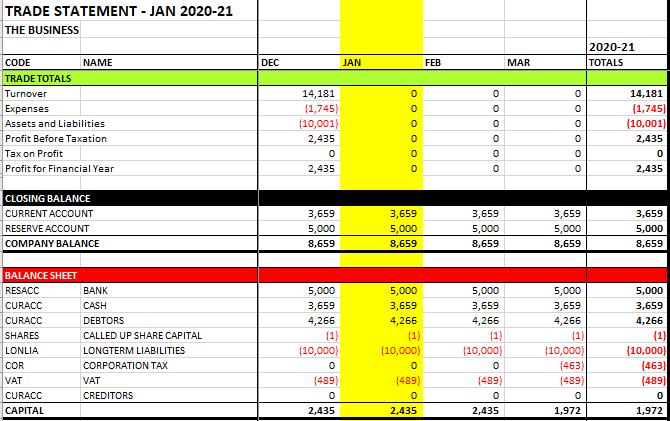 TRADE STATEMENT - JAN 2020-21
THE BUSINESS
2020-21
CODE NAME DEC JAN FEB MAR TOTALS
TRADE TOTALS
Turnover 14,181 0 0 0 14,181
Expenses (1,745) 0 0 0 (1,745)
Assets and Liabilities (10,001) 0 0 0 (10,001)
Profit Before Taxation 2,435 0 0 0 2,435
Tax on Profit 0 0 0 0 0
Profit for Financial Year 2,435 0 0 0 2,435
CLOSING BALANCE
CURRENT ACCOUNT 3,659 3,659 3,659 3,659 3,659
RESERVE ACCOUNT 5,000 5,000 5,000 5,000 5,000
COMPANY BALANCE 8,659 8,659 8,659 8,659 8,659
BALANCE SHEET
RESACC BANK 5,000 5,000 5,000 5,000 5,000
CURACC CASH 3,659 3,659 3,659 3,659 3,659
CURACC DEBTORS 4,266 4,266 4,266 4,266 4,266
SHARES CALLED UP SHARE CAPITAL (1) (1) (1) (1) (1)
LONLIA LONGTERM LIABILITIES (10,000) (10,000) (10,000) (10,000) (10,000)
COR CORPORATION TAX 0 0 0 (463) (463)
VAT VAT (489) (489) (489) (489) (489)
CURACC CREDITORS 0 0 0 0 0
CAPITAL 2,435 2,435 2,435 1,972 1,972